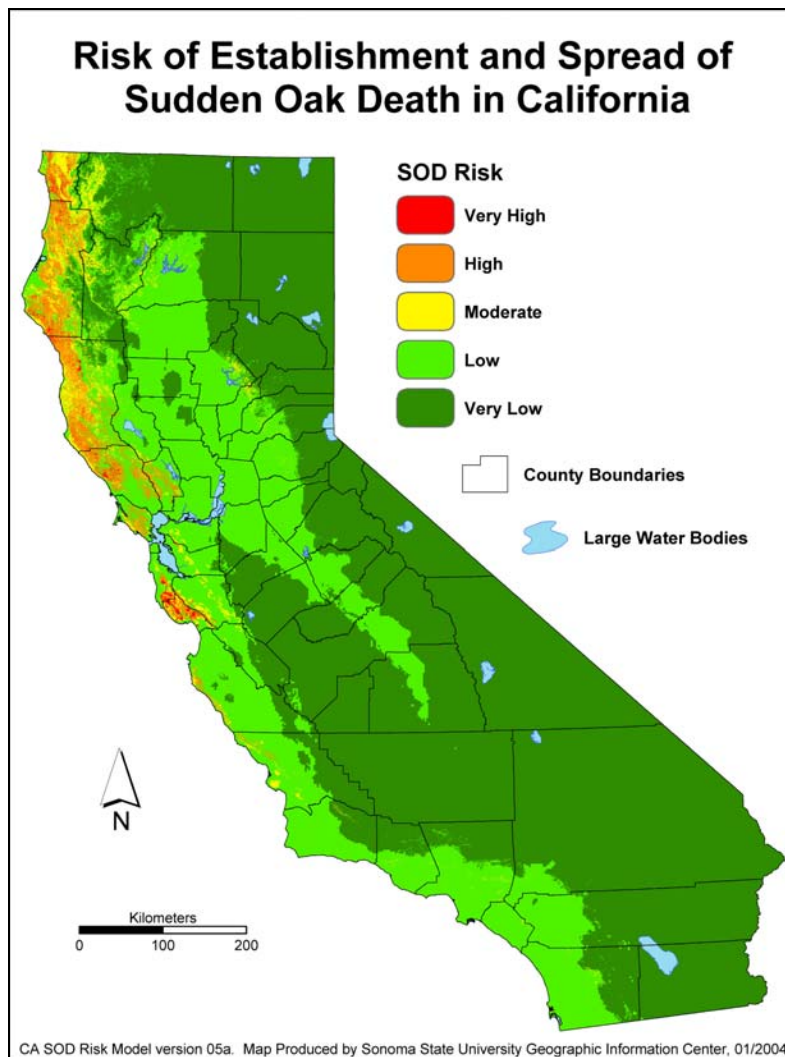 Risk of Establishment and Spread of
Sudden Oak Death in California
SOD Risk
Very High
High
Moderate
Low
Very Low
County Boundaries
Large Water Bodies
N
Kilometers
0 100 200
CA SOD Risk Model version 05a. Map Produced by Sonoma State University Geographic Information Center, 01/2004